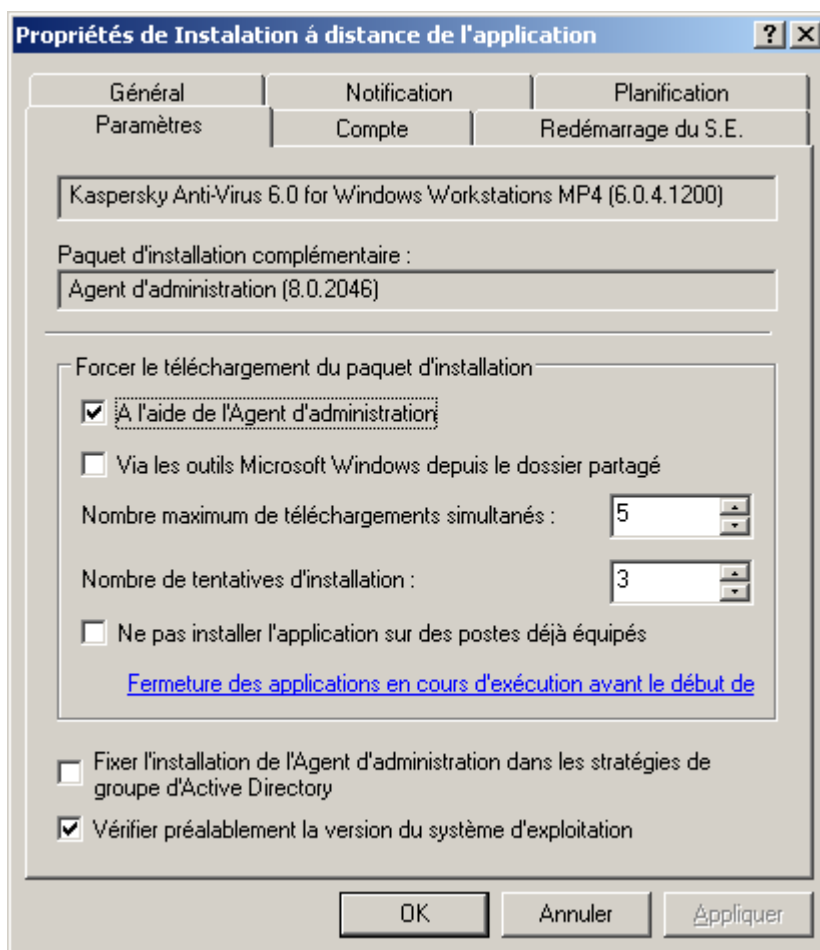 Propriétés de Instalation á distance de l'application
Général
Notification
Planification
Paramètres
Compte
Redémarrage du S.E.
Kaspersky Anti-Virus 6.0 for Windows Workstations MP4 (6.0.4.1200)
Paquet d'installation complémentaire :
Agent d'administration (8.0.2046)
Forcer le téléchargement du paquet d'installation
A l'aide de l'Agent d'administration
Via les outils Microsoft Windows depuis le dossier partagé
Nombre maximum de téléchargements simultanés :
5
Nombre de tentatives d'installation :
3
Ne pas installer l'application sur des postes déjà équipés
Fermeture des applications en cours d'exécution avant le début de
Fixer l'installation de l'Agent d'administration dans les stratégies de
groupe d'Active Directory
Vérifier préalablement la version du système d'exploitation
OK
Annuler
Appliquer